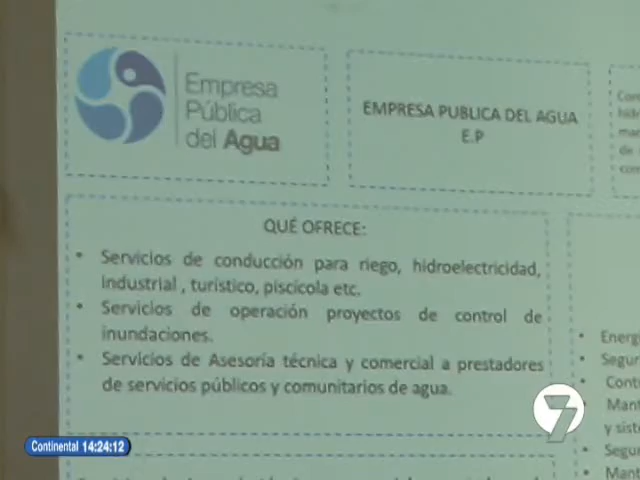 Empresa
Pública
del Agua
EMPRESA PUBLICA DEL AGUA
E.P
QUÉ OFRECE:
• Servicios de conducción para riego, hidroelectricidad,
industrial , turístico, piscícola etc.
• Servicios de operación proyectos de control de
inundaciones.
• Servicios de Asesoría técnica y comercial a prestadores
de servicios públicos y comunitarios de agua.
y
7
Continental 14:24:12